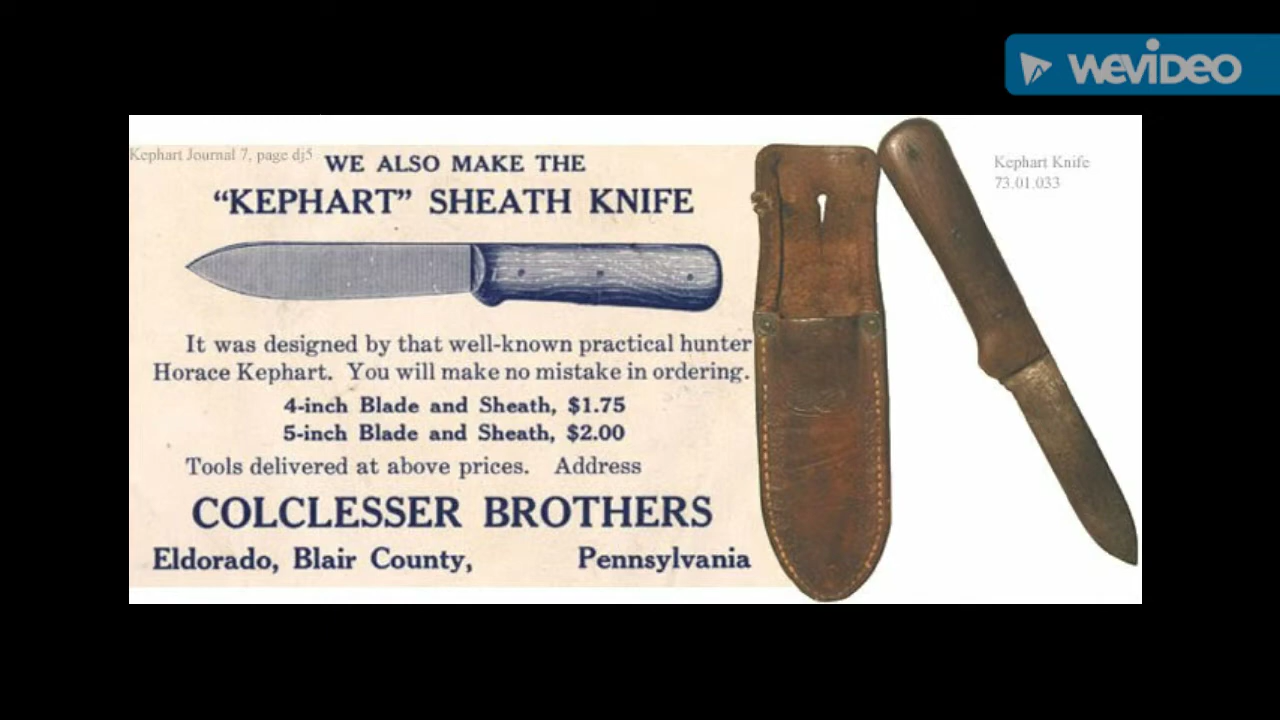 WEVIDEO
Kephart Journal 7, page dj5
WE ALSO MAKE THE
“KEPHART” SHEATH KNIFE
Kephart Knife
73.01.033
It was designed by that well-known practical hunter
Horace Kephart. You will make no mistake in ordering.
4-inch Blade and Sheath, $1.75
5-inch Blade and Sheath, $2.00
Tools delivered at above prices. Address
COLCLESSER BROTHERS
Eldorado, Blair County, Pennsylvania